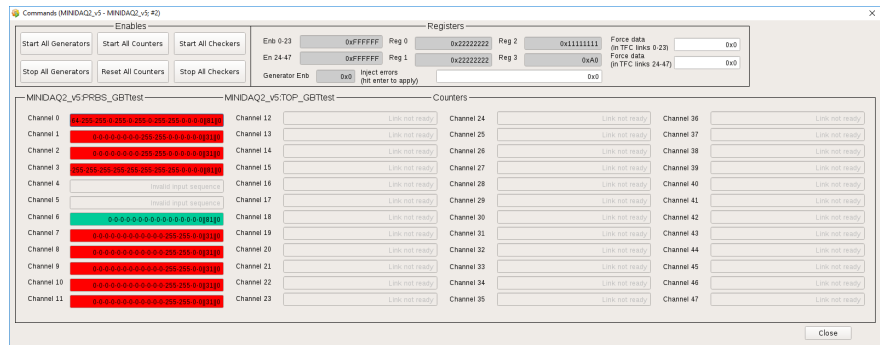 Commands (MINIDAQ2_v5 - MINIDAQ2_v5; #2)
Enables
Registers
Start All Generators Start All Counters Start All Checkers
Stop All Generators Reset All Counters Stop All Checkers
Enb 0-23 0xFFFFFF Reg 0 0x22222222 Reg 2 0x11111111 Force data (in TFC links 0-23) 0x0
En 24-47 0xFFFFFF Reg 1 0x22222222 Reg 3 0xA0 Force data (in TFC links 24-47) 0x0
Generator Enb 0x0 Inject errors (hit enter to apply) 0x0
MINIDAQ2_v5:PRBS_GBTtest MINIDAQ2_v5:TOP_GBTtest Counters
Channel 0 Channel 12 Link not ready Channel 24 Link not ready Channel 36 Link not ready
Channel 1 Channel 13 Link not ready Channel 25 Link not ready Channel 37 Link not ready
Channel 2 Channel 14 Link not ready Channel 26 Link not ready Channel 38 Link not ready
Channel 3 Channel 15 Link not ready Channel 27 Link not ready Channel 39 Link not ready
Channel 4 Invalid input sequence Channel 16 Link not ready Channel 28 Link not ready Channel 40 Link not ready
Channel 5 Invalid input sequence Channel 17 Link not ready Channel 29 Link not ready Channel 41 Link not ready
Channel 6 Channel 18 Link not ready Channel 30 Link not ready Channel 42 Link not ready
Channel 7 Channel 19 Link not ready Channel 31 Link not ready Channel 43 Link not ready
Channel 8 Channel 20 Link not ready Channel 32 Link not ready Channel 44 Link not ready
Channel 9 Channel 21 Link not ready Channel 33 Link not ready Channel 45 Link not ready
Channel 10 Channel 22 Link not ready Channel 34 Link not ready Channel 46 Link not ready
Channel 11 Channel 23 Link not ready Channel 35 Link not ready Channel 47 Link not ready
Close